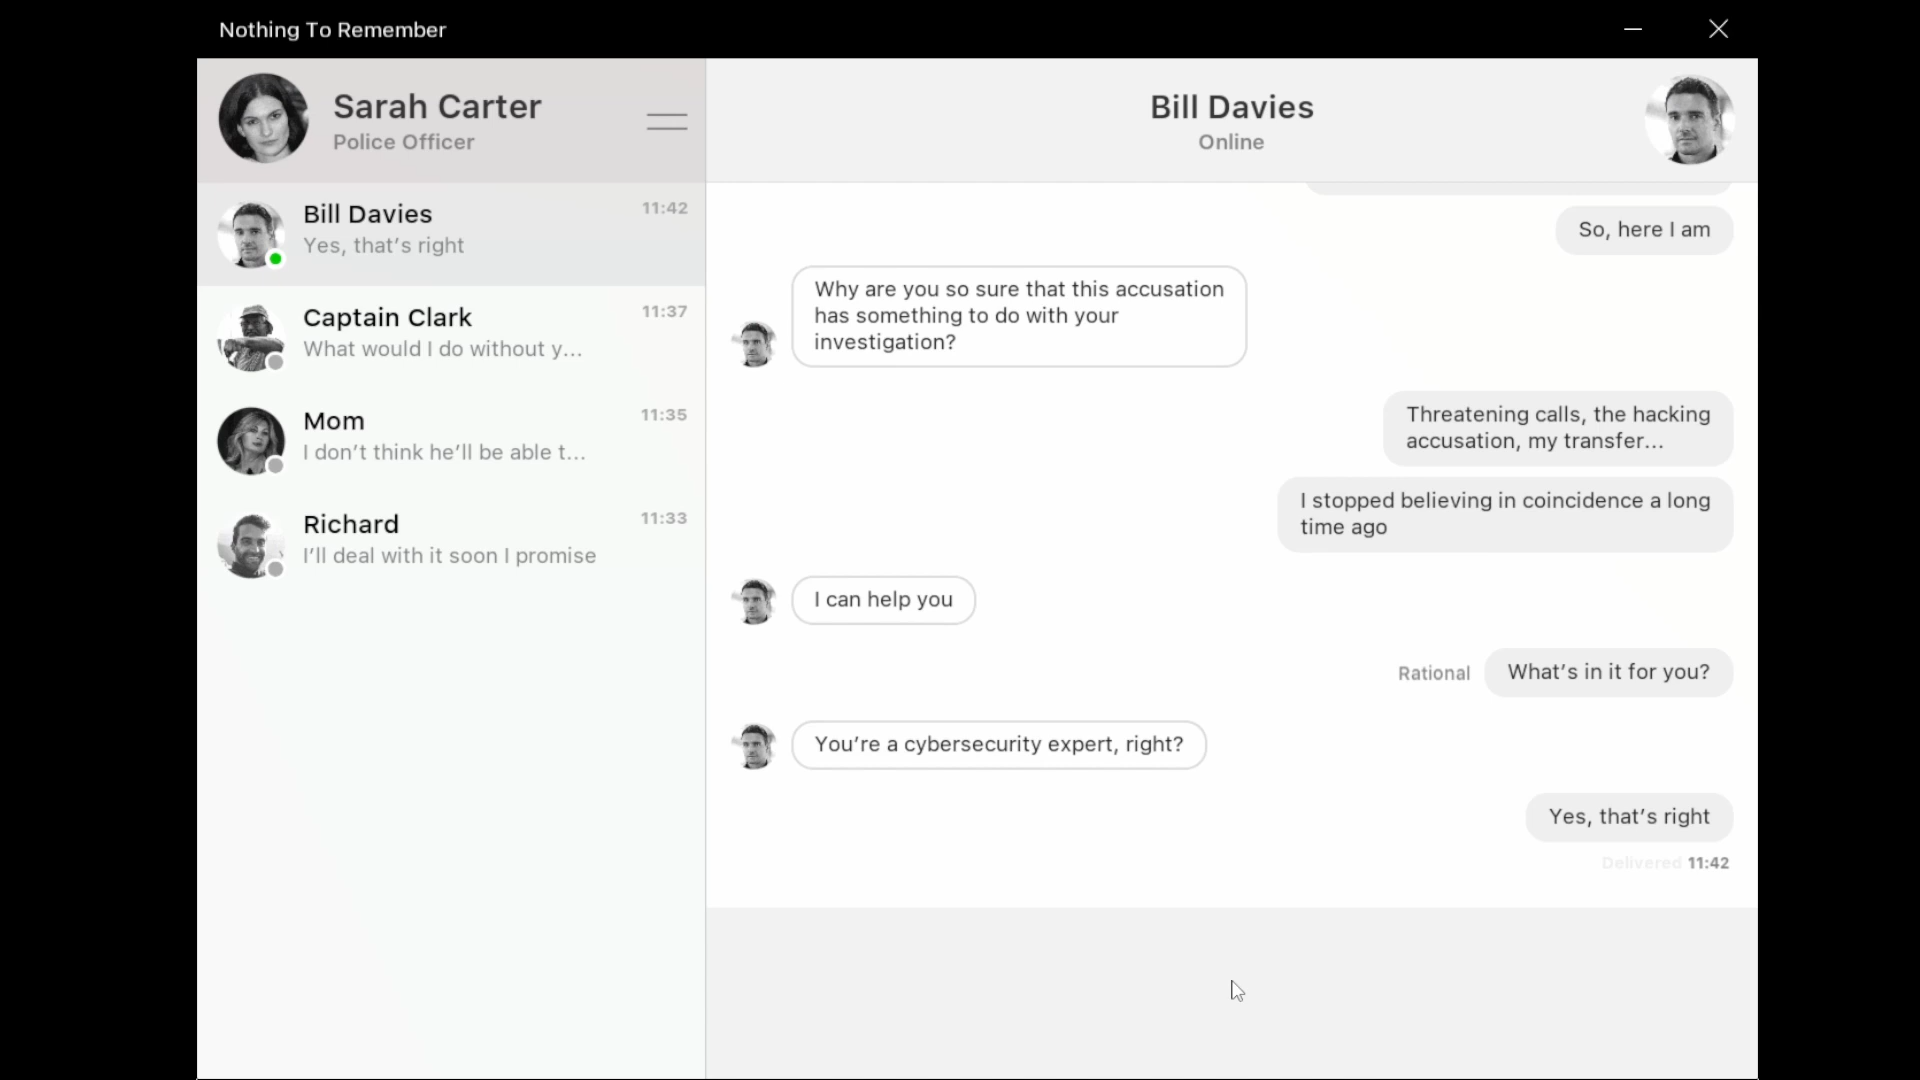 Nothing To Remember
Sarah Carter
Police Officer
Bill Davies
11:42
Yes, that’s right
Captain Clark
11:37
What would I do without y...
Mom
11:35
I don’t think he’ll be able t...
Richard
11:33
I’ll deal with it soon I promise
Bill Davies
Online
So, here I am
Why are you so sure that this accusation
has something to do with your
investigation?
Threatening calls, the hacking
accusation, my transfer...
I stopped believing in coincidence a long
time ago
I can help you
Rational
What’s in it for you?
You’re a cybersecurity expert, right?
Yes, that’s right
Delivered 11:42